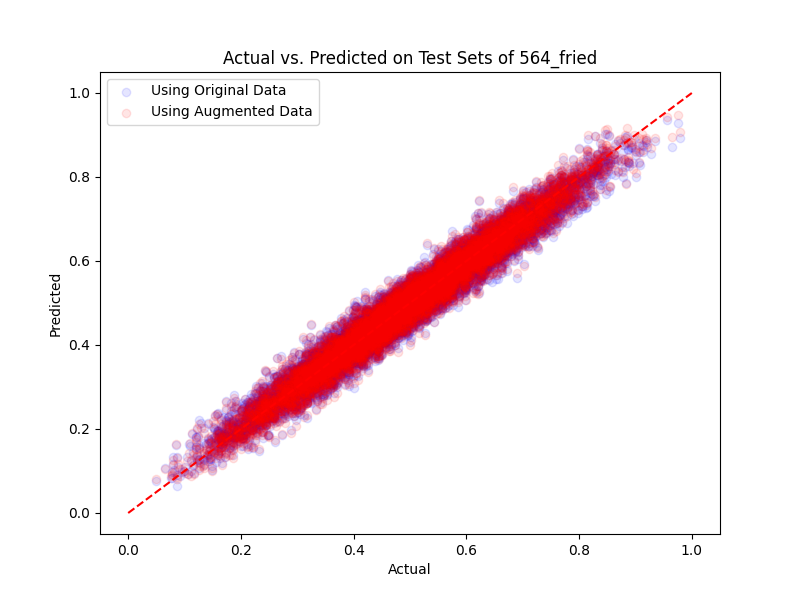 Actual vs. Predicted on Test Sets of 564_fried
Using Original Data
Using Augmented Data
1.0
0.8
0.6
0.4
0.2
0.0
Predicted
0.0 0.2 0.4 0.6 0.8 1.0
Actual